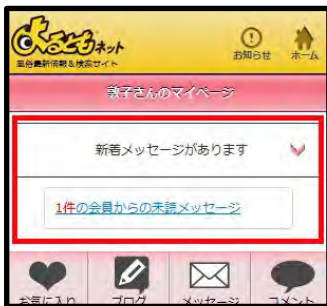 よるともネット
風俗最新情報&検索サイト
お知らせ
ホーム
敦子さんのマイページ
新着メッセージがあります
1件の会員からの未読メッセージ
お気に入り
ブログ
メッセージ
コメント